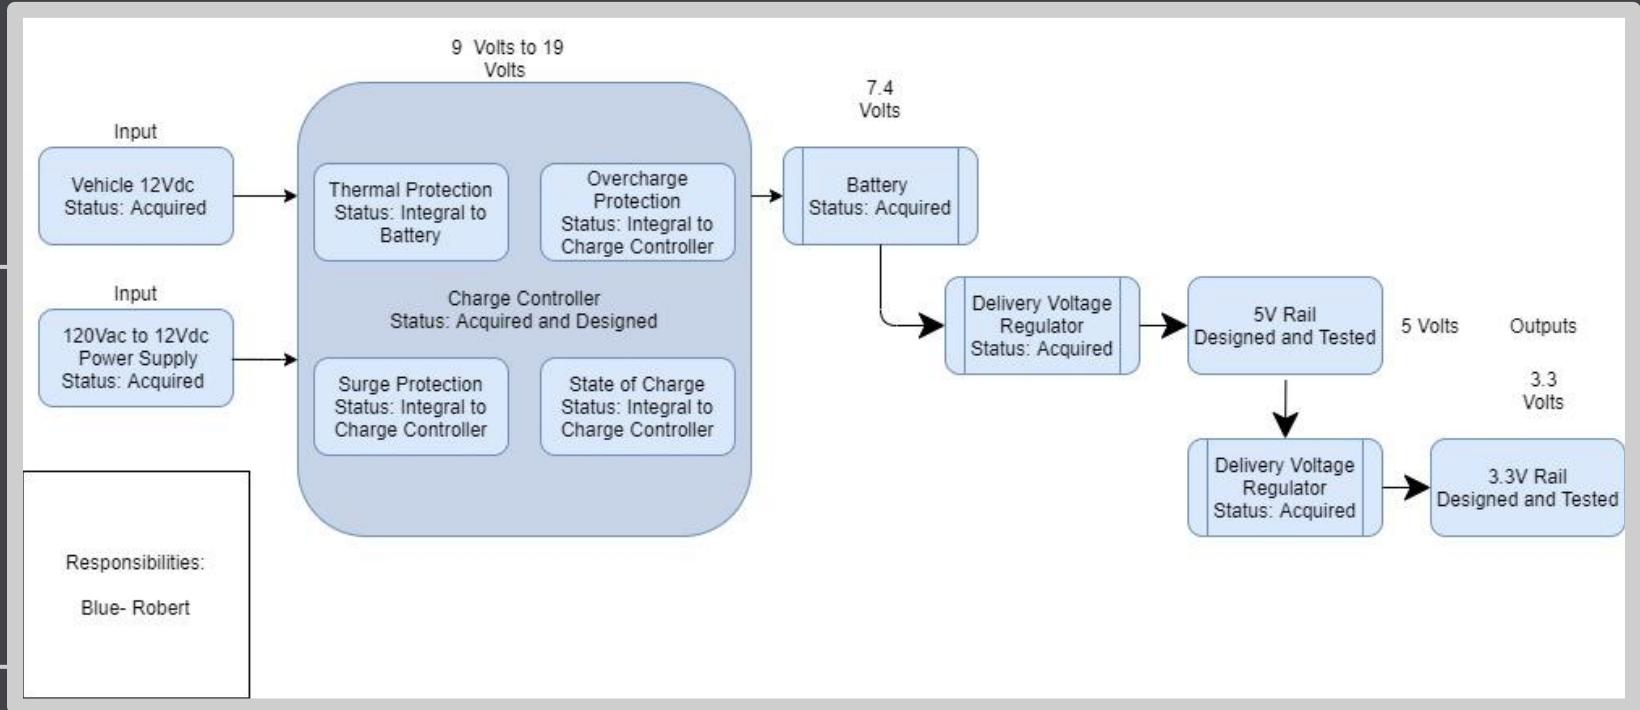 9 Volts to 19
Volts
7.4
Volts
Input
Vehicle 12Vdc
Status: Acquired
Thermal Protection
Status: Integral to
Battery
Overcharge
Protection
Status: Integral to
Charge Controller
Battery
Status: Acquired
Input
120Vac to 12Vdc
Power Supply
Status: Acquired
Charge Controller
Status: Acquired and Designed
Delivery Voltage
Regulator
Status: Acquired
5V Rail
Designed and Tested
5 Volts
Outputs
3.3
Volts
Surge Protection
Status: Integral to
Charge Controller
State of Charge
Status: Integral to
Charge Controller
Delivery Voltage
Regulator
Status: Acquired
3.3V Rail
Designed and Tested
Responsibilities:
Blue- Robert